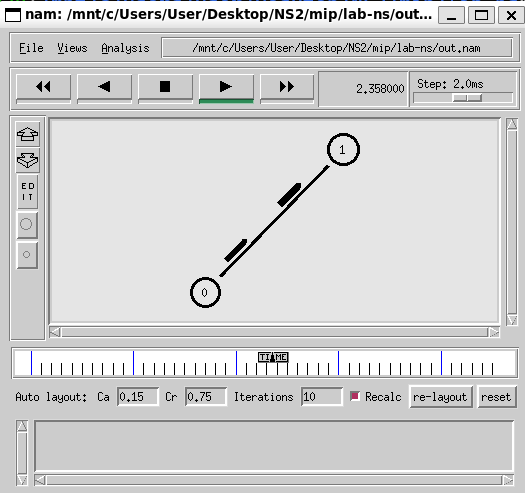 nam: /mnt/c/Users/User/Desktop/NS2/mip/lab-ns/out...
File Views Analysis /mnt/c/Users/User/Desktop/NS2/mip/lab-ns/out.nam
2.358000 Step: 2.0ms
1
ED
IT
0
TIME
Auto layout: Ca 0.15 Cr 0.75 Iterations 10 Recalc re-layout reset